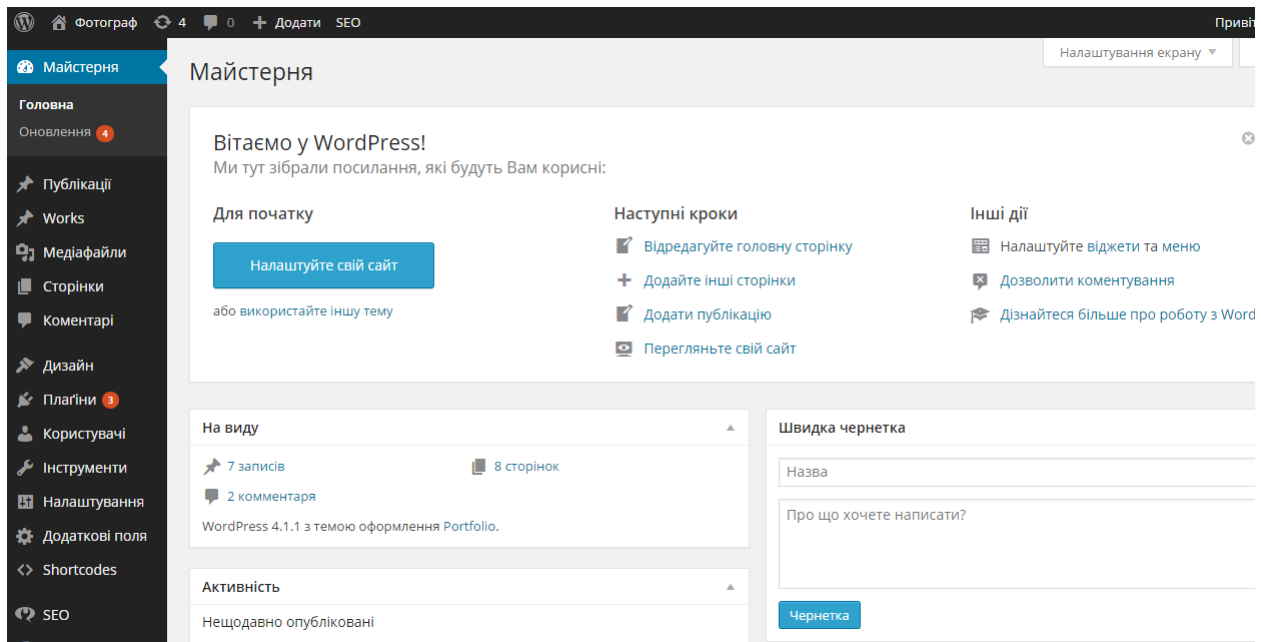 Фотограф 4 0 Додати SEO
Налаштування екрану
Майстерня
Головна
Оновлення 4
Публікації
Works
Медіафайли
Сторінки
Коментарі
Дизайн
Плаґіни 3
Користувачі
Інструменти
Налаштування
Додаткові поля
Shortcodes
SEO
Майстерня
Вітаємо у WordPress!
Ми тут зібрали посилання, які будуть Вам корисні:
Для початку
Налаштуйте свій сайт
або використайте іншу тему
Наступні кроки
Відредагуйте головну сторінку
Додайте інші сторінки
Додати публікацію
Перегляньте свій сайт
Інші дії
Налаштуйте віджети та меню
Дозволити коментування
Дізнайтеся більше про роботу з Word
На виду
7 записів
8 сторінок
2 комментаря
WordPress 4.1.1 з темою оформлення Portfolio.
Активність
Нещодавно опубліковані
Швидка чернетка
Назва
Про що хочете написати?
Чернетка